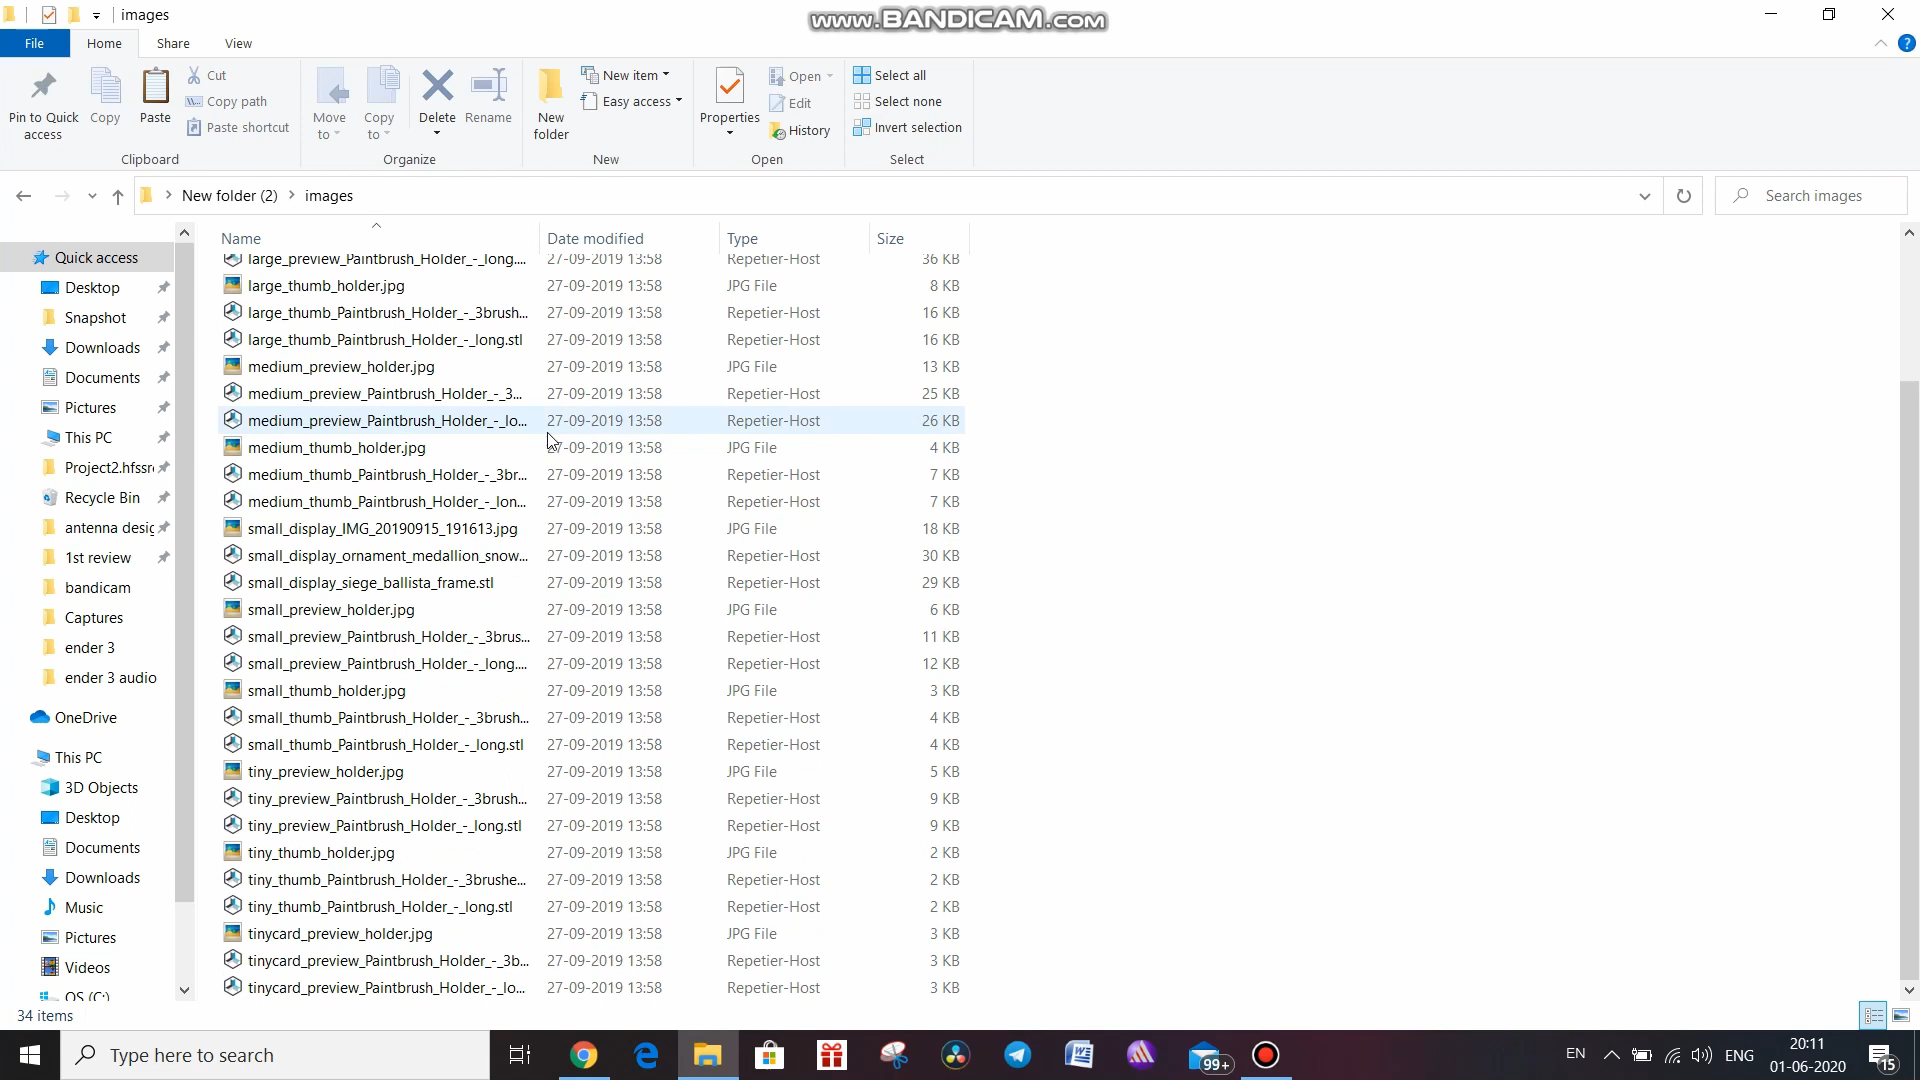 images
www.BANDICAM.com
File
Home
Share
View
Pin to Quick access
Copy
Paste
Cut
Copy path
Paste shortcut
Clipboard
Move to
Copy to
Delete
Rename
Organize
New folder
New item
Easy access
New
Properties
Open
Edit
History
Open
Select all
Select none
Invert selection
Select
New folder (2) > images
Search images
Quick access
Desktop
Snapshot
Downloads
Documents
Pictures
This PC
Project2.hfssr
Recycle Bin
antenna desig
1st review
bandicam
Captures
ender 3
ender 3 audio
OneDrive
This PC
3D Objects
Desktop
Documents
Downloads
Music
Pictures
Videos
OS (C:)
Name Date modified Type Size
large_preview_Paintbrush_Holder_-_long.... 27-09-2019 13:58 Repetier-Host 36 KB
large_thumb_holder.jpg 27-09-2019 13:58 JPG File 8 KB
large_thumb_Paintbrush_Holder_-_3brush... 27-09-2019 13:58 Repetier-Host 16 KB
large_thumb_Paintbrush_Holder_-_long.stl 27-09-2019 13:58 Repetier-Host 16 KB
medium_preview_holder.jpg 27-09-2019 13:58 JPG File 13 KB
medium_preview_Paintbrush_Holder_-_3... 27-09-2019 13:58 Repetier-Host 25 KB
medium_preview_Paintbrush_Holder_-_lo... 27-09-2019 13:58 Repetier-Host 26 KB
medium_thumb_holder.jpg 27-09-2019 13:58 JPG File 4 KB
medium_thumb_Paintbrush_Holder_-_3br... 27-09-2019 13:58 Repetier-Host 7 KB
medium_thumb_Paintbrush_Holder_-_lon... 27-09-2019 13:58 Repetier-Host 7 KB
small_display_IMG_20190915_191613.jpg 27-09-2019 13:58 JPG File 18 KB
small_display_ornament_medallion_snow... 27-09-2019 13:58 Repetier-Host 30 KB
small_display_siege_ballista_frame.stl 27-09-2019 13:58 Repetier-Host 29 KB
small_preview_holder.jpg 27-09-2019 13:58 JPG File 6 KB
small_preview_Paintbrush_Holder_-_3brus... 27-09-2019 13:58 Repetier-Host 11 KB
small_preview_Paintbrush_Holder_-_long.... 27-09-2019 13:58 Repetier-Host 12 KB
small_thumb_holder.jpg 27-09-2019 13:58 JPG File 3 KB
small_thumb_Paintbrush_Holder_-_3brush... 27-09-2019 13:58 Repetier-Host 4 KB
small_thumb_Paintbrush_Holder_-_long.stl 27-09-2019 13:58 Repetier-Host 4 KB
tiny_preview_holder.jpg 27-09-2019 13:58 JPG File 5 KB
tiny_preview_Paintbrush_Holder_-_3brush... 27-09-2019 13:58 Repetier-Host 9 KB
tiny_preview_Paintbrush_Holder_-_long.stl 27-09-2019 13:58 Repetier-Host 9 KB
tiny_thumb_holder.jpg 27-09-2019 13:58 JPG File 2 KB
tiny_thumb_Paintbrush_Holder_-_3brushe... 27-09-2019 13:58 Repetier-Host 2 KB
tiny_thumb_Paintbrush_Holder_-_long.stl 27-09-2019 13:58 Repetier-Host 2 KB
tinycard_preview_holder.jpg 27-09-2019 13:58 JPG File 3 KB
tinycard_preview_Paintbrush_Holder_-_3b... 27-09-2019 13:58 Repetier-Host 3 KB
tinycard_preview_Paintbrush_Holder_-_lo... 27-09-2019 13:58 Repetier-Host 3 KB
34 items
Type here to search
99+
EN
ENG
20:11
01-06-2020
15